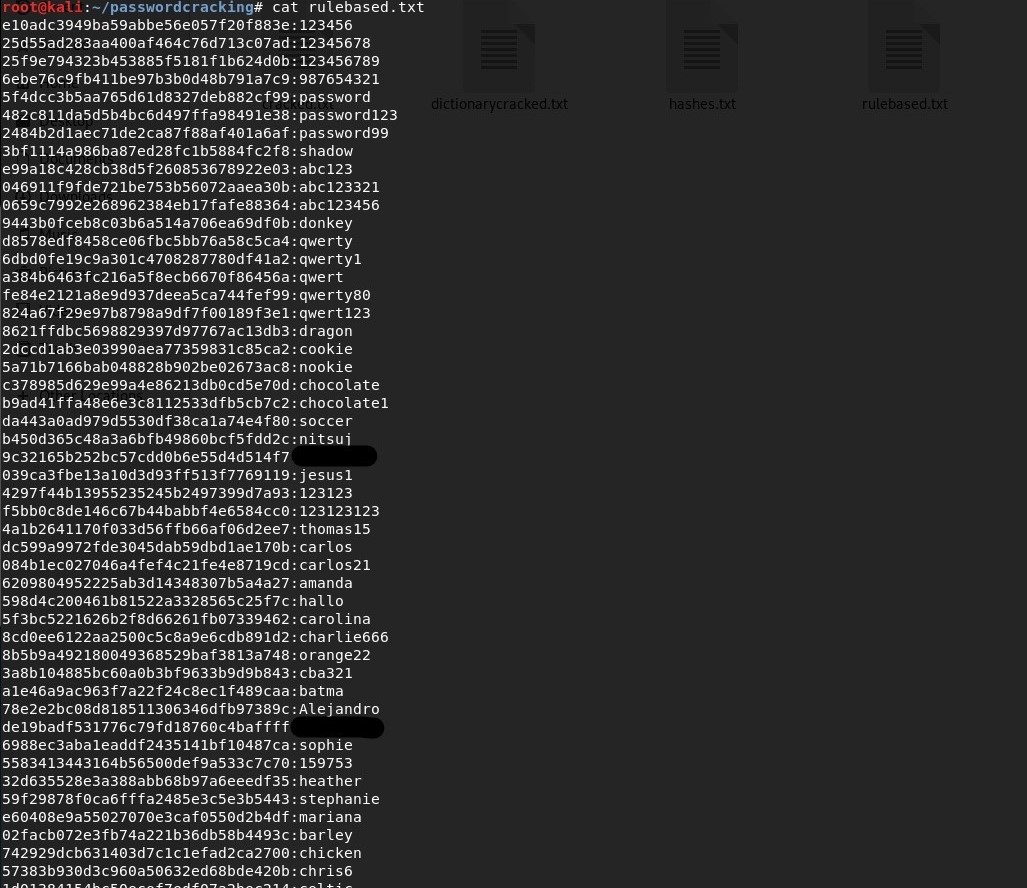 root@kali:~/passwordcracking# cat rulebased.txt
e10adc3949ba59abbe56e057f20f883e:123456
25d55ad283aa400af464c76d713c07ad:12345678
25f9e794323b453885f5181f1b624d0b:123456789
6ebe76c9fb411be97b3b0d48b791a7c9:987654321
5f4dcc3b5aa765d61d8327deb882cf99:password
482c811da5d5b4bc6d497ffa98491e38:password123
2484b2d1aec71de2ca87f88af401a6af:password99
3bf1114a986ba87ed28fc1b5884fc2f8:shadow
e99a18c428cb38d5f260853678922e03:abc123
046911f9fde721be753b56072aaea30b:abc123321
0659c7992e268962384eb17fafe88364:abc123456
9443b0fceb8c03b6a514a706ea69df0b:donkey
d8578edf8458ce06fbc5bb76a58c5ca4:qwerty
6dbd0fe19c9a301c4708287780df41a2:qwerty1
a384b6463fc216a5f8ecb6670f86456a:qwert
fe84e2121a8e9d937deea5ca744fef99:qwerty80
824a67f29e97b8798a9df7f00189f3e1:qwert123
8621ffdbc5698829397d97767ac13db3:dragon
2dccd1ab3e03990aea77359831c85ca2:cookie
5a71b7166bab048828b902be02673ac8:nookie
c378985d629e99a4e86213db0cd5e70d:chocolate
b9ad41ffa48e6e3c8112533dfb5cb7c2:chocolate1
da443a0ad979d5530df38ca1a74e4f80:soccer
b450d365c48a3a6bfb49860bcf5fdd2c:nitsuj
9c32165b252bc57cdd0b6e55d4d514f7
039ca3fbe13a10d3d93ff513f7769119:jesus1
4297f44b13955235245b2497399d7a93:123123
f5bb0c8de146c67b44babbf4e6584cc0:123123123
4a1b2641170f033d56ffb66af06d2ee7:thomas15
dc599a9972fde3045dab59dbd1ae170b:carlos
084b1ec027046a4fef4c21fe4e8719cd:carlos21
6209804952225ab3d14348307b5a4a27:amanda
598d4c200461b81522a3328565c25f7c:hallo
5f3bc5221626b2f8d66261fb07339462:carolina
8cd0ee6122aa2500c5c8a9e6cdb891d2:charlie666
8b5b9a492180049368529baf3813a748:orange22
3a8b104885bc60a0b3bf9633b9d9b843:cba321
a1e46a9ac963f7a22f24c8ec1f489caa:batma
78e2e2bc08d818511306346dfb97389c:Alejandro
de19badf531776c79fd18760c4baffff
6988ec3aba1eaddf2435141bf10487ca:sophie
5583413443164b56500def9a533c7c70:159753
32d635528e3a388abb68b97a6eeedf35:heather
59f29878f0ca6fffa2485e3c5e3b5443:stephanie
e60408e9a55027070e3caf0550d2b4df:mariana
02facb072e3fb74a221b36db58b4493c:barley
742929dcb631403d7c1c1efad2ca2700:chicken
57383b930d3c960a50632ed68bde420b:chris6
cracked.txt
dictionarycracked.txt
hashes.txt
rulebased.txt